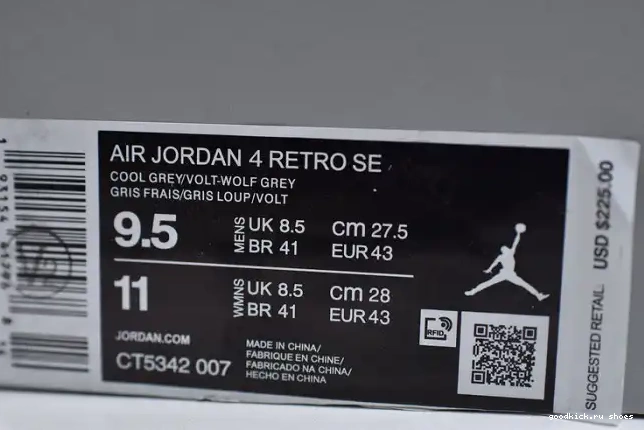 AIR JORDAN 4 RETRO SE
COOL GREY/VOLT-WOLF GREY
GRIS FRAIS/GRIS LOUP/VOLT
9.5 MENS UK 8.5 Cm 27.5
BR 41 EUR 43
11 WMNS UK 8.5 Cm 28
BR 41 EUR 43
JORDAN.COM
CT5342 007
MADE IN CHINA/
FABRIQUE EN CHINE/
FABRICADO NA CHINA/
HECHO EN CHINA
RFID
SUGGESTED RETAIL USD $225.00
goodkick.ru shoes